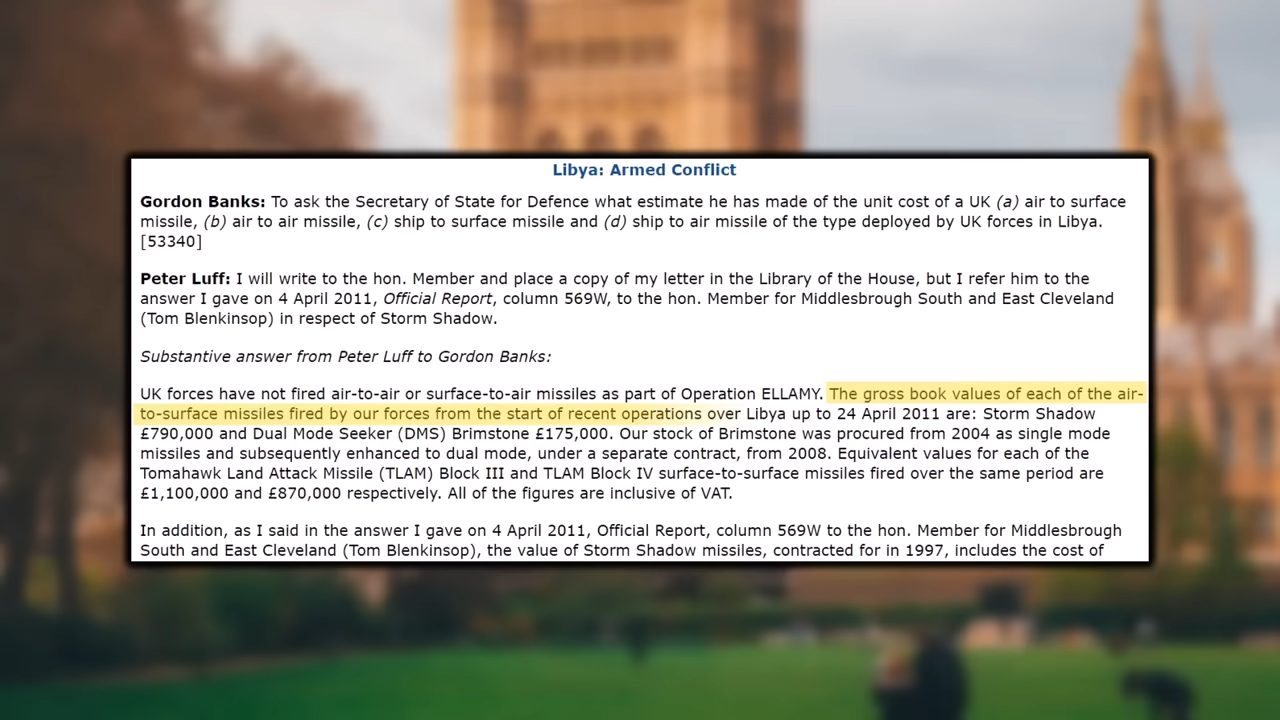 Libya: Armed Conflict
Gordon Banks: To ask the Secretary of State for Defence what estimate he has made of the unit cost of a UK (a) air to surface
missile, (b) air to air missile, (c) ship to surface missile and (d) ship to air missile of the type deployed by UK forces in Libya.
[53340]
Peter Luff: I will write to the hon. Member and place a copy of my letter in the Library of the House, but I refer him to the
answer I gave on 4 April 2011, Official Report, column 569W, to the hon. Member for Middlesbrough South and East Cleveland
(Tom Blenkinsop) in respect of Storm Shadow.
Substantive answer from Peter Luff to Gordon Banks:
UK forces have not fired air-to-air or surface-to-air missiles as part of Operation ELLAMY. The gross book values of each of the air-
to-surface missiles fired by our forces from the start of recent operations over Libya up to 24 April 2011 are: Storm Shadow
£790,000 and Dual Mode Seeker (DMS) Brimstone £175,000. Our stock of Brimstone was procured from 2004 as single mode
missiles and subsequently enhanced to dual mode, under a separate contract, from 2008. Equivalent values for each of the
Tomahawk Land Attack Missile (TLAM) Block III and TLAM Block IV surface-to-surface missiles fired over the same period are
£1,100,000 and £870,000 respectively. All of the figures are inclusive of VAT.
In addition, as I said in the answer I gave on 4 April 2011, Official Report, column 569W to the hon. Member for Middlesbrough
South and East Cleveland (Tom Blenkinsop), the value of Storm Shadow missiles, contracted for in 1997, includes the cost of